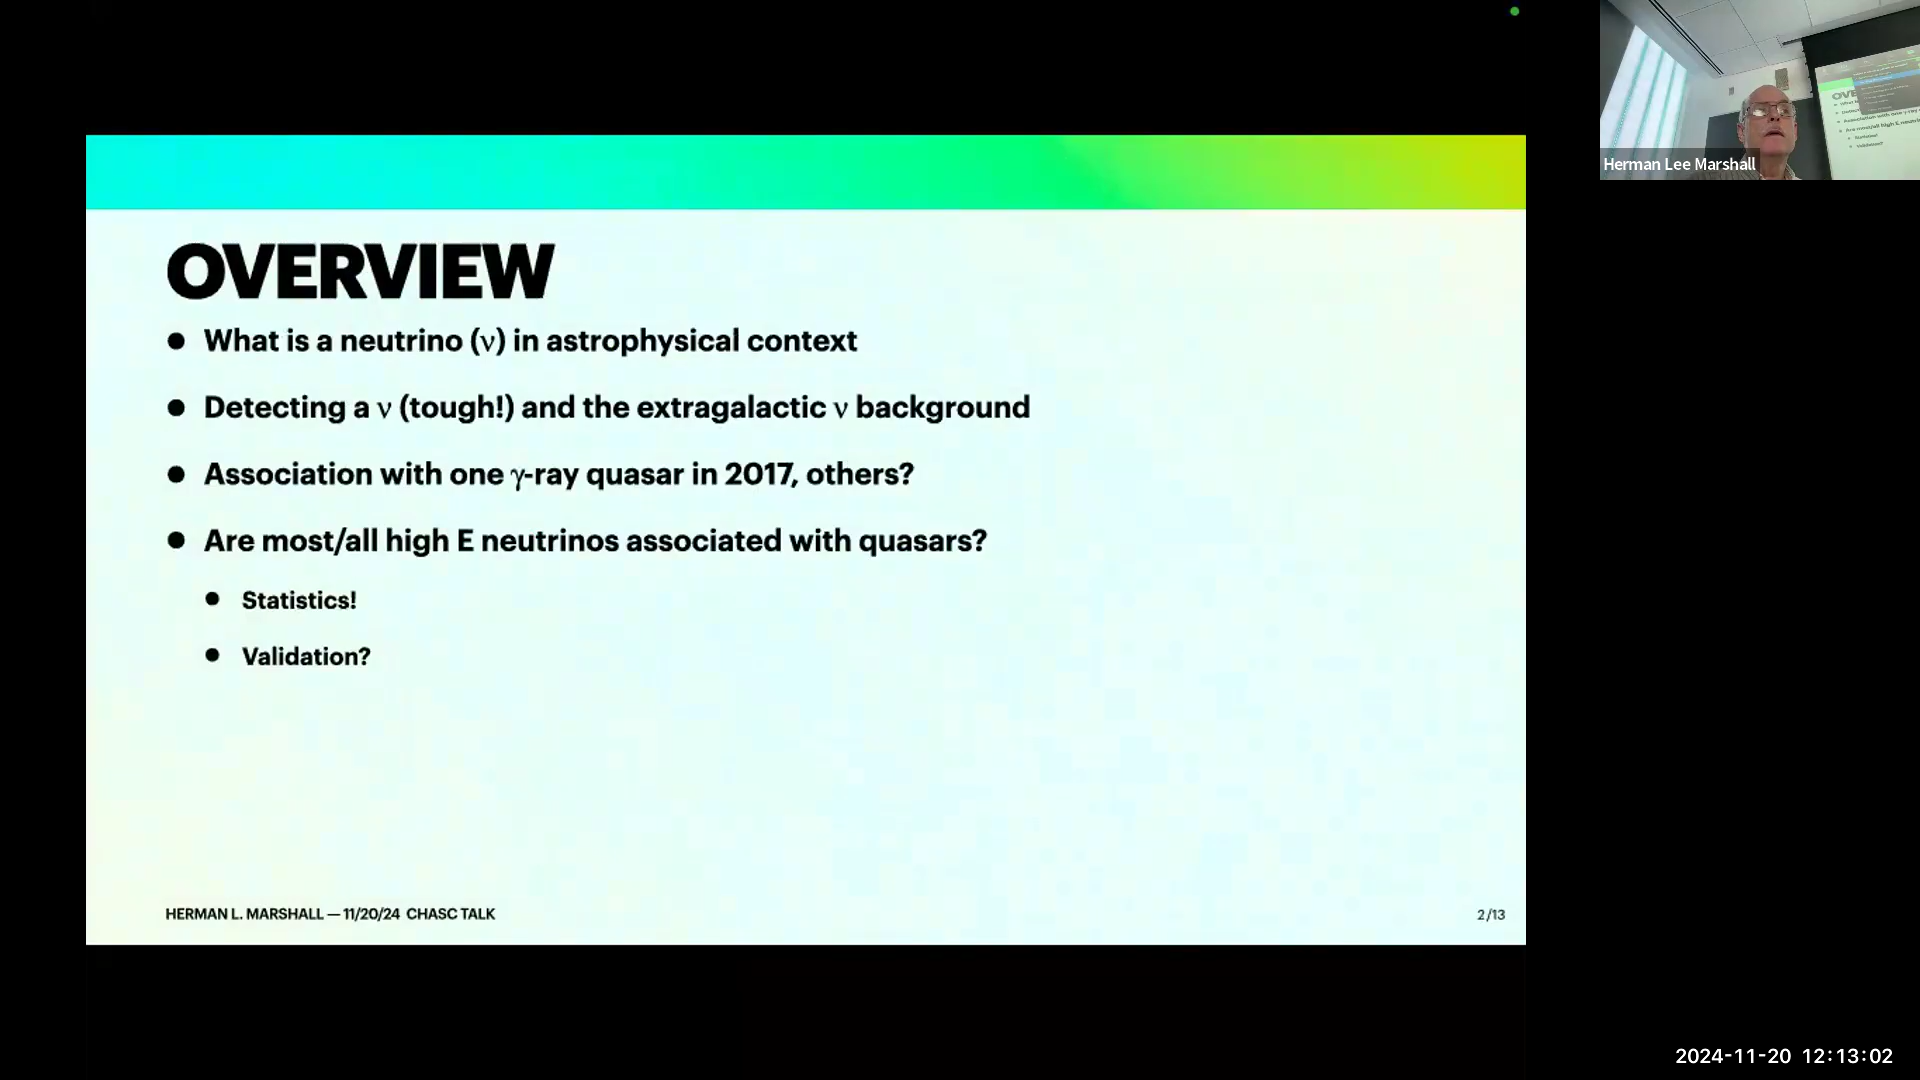 OVERVIEW
● What is a neutrino (ν) in astrophysical context
● Detecting a ν (tough!) and the extragalactic ν background
● Association with one γ-ray quasar in 2017, others?
● Are most/all high E neutrinos associated with quasars?
● Statistics!
● Validation?
HERMAN L. MARSHALL — 11/20/24 CHASC TALK
2/13
Herman Lee Marshall
2024-11-20 12:13:02